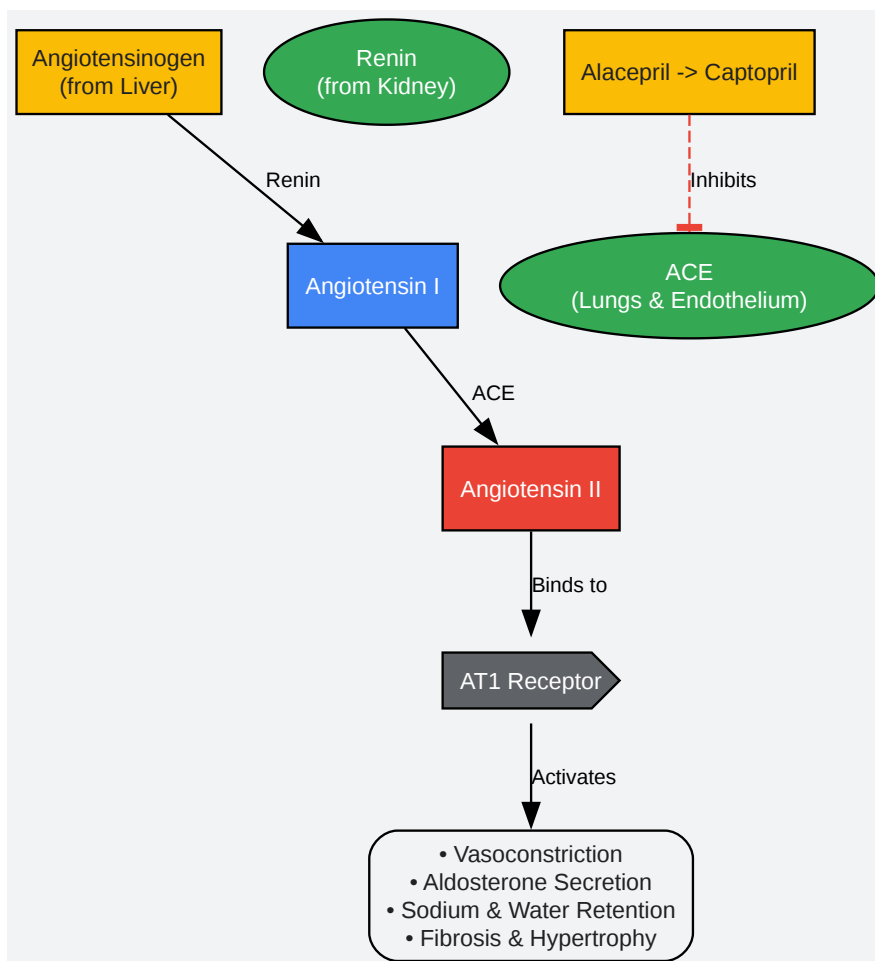 Angiotensinogen
(from Liver)
Renin
(from Kidney)
Alacepril -> Captopril
Renin
Inhibits
Angiotensin I
ACE
(Lungs & Endothelium)
ACE
Angiotensin II
Binds to
AT1 Receptor
Activates
• Vasoconstriction
• Aldosterone Secretion
• Sodium & Water Retention
• Fibrosis & Hypertrophy